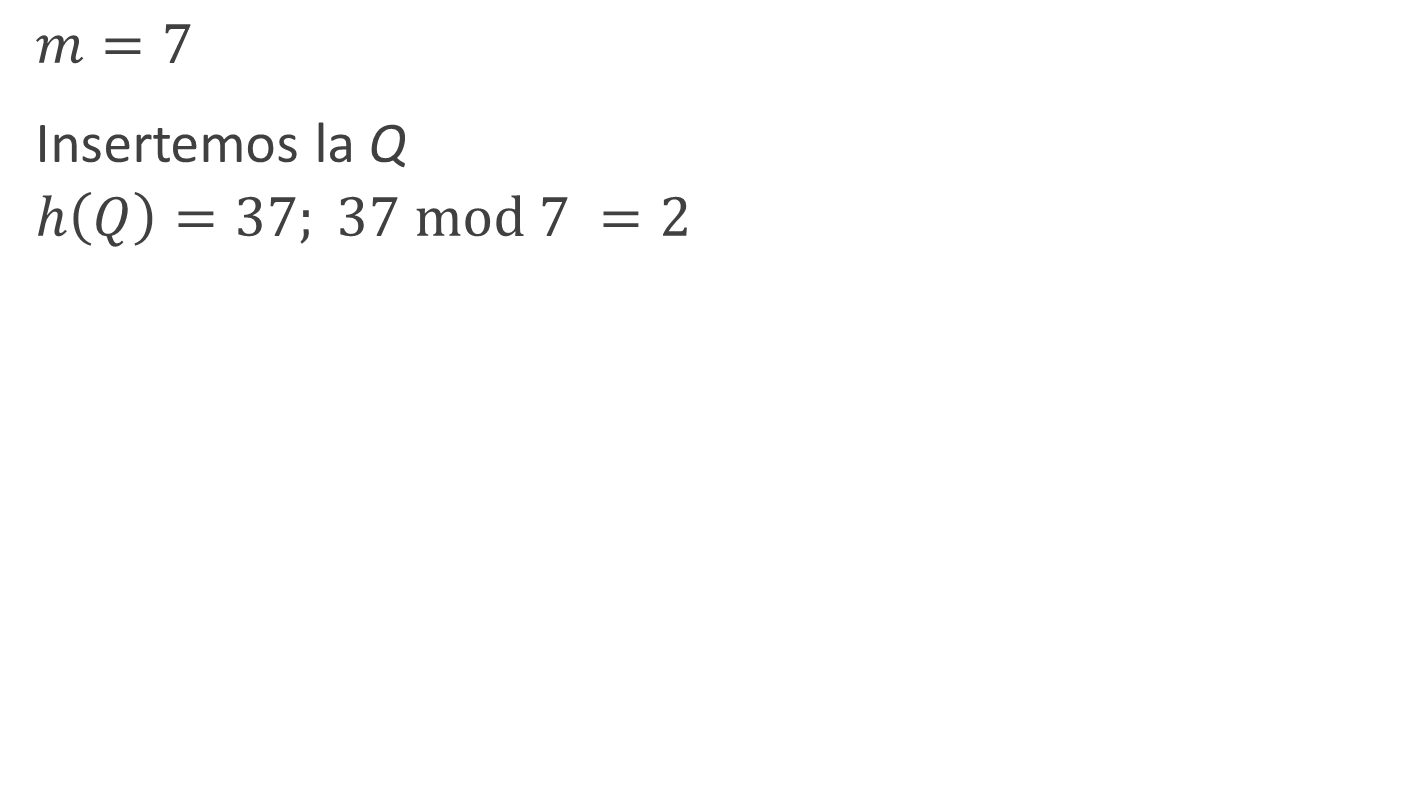 m = 7
Insertemos la Q
h(Q) = 37; 37 mod 7 = 2